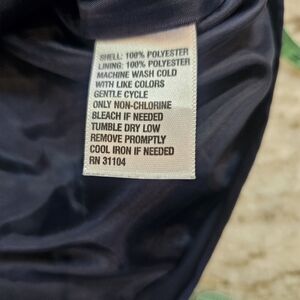 SHELL: 100% POLYESTER
LINING: 100% POLYESTER
MACHINE WASH COLD
WITH LIKE COLORS
GENTLE CYCLE
ONLY NON-CHLORINE
BLEACH IF NEEDED
TUMBLE DRY LOW
REMOVE PROMPTLY
COOL IRON IF NEEDED
RN 31104